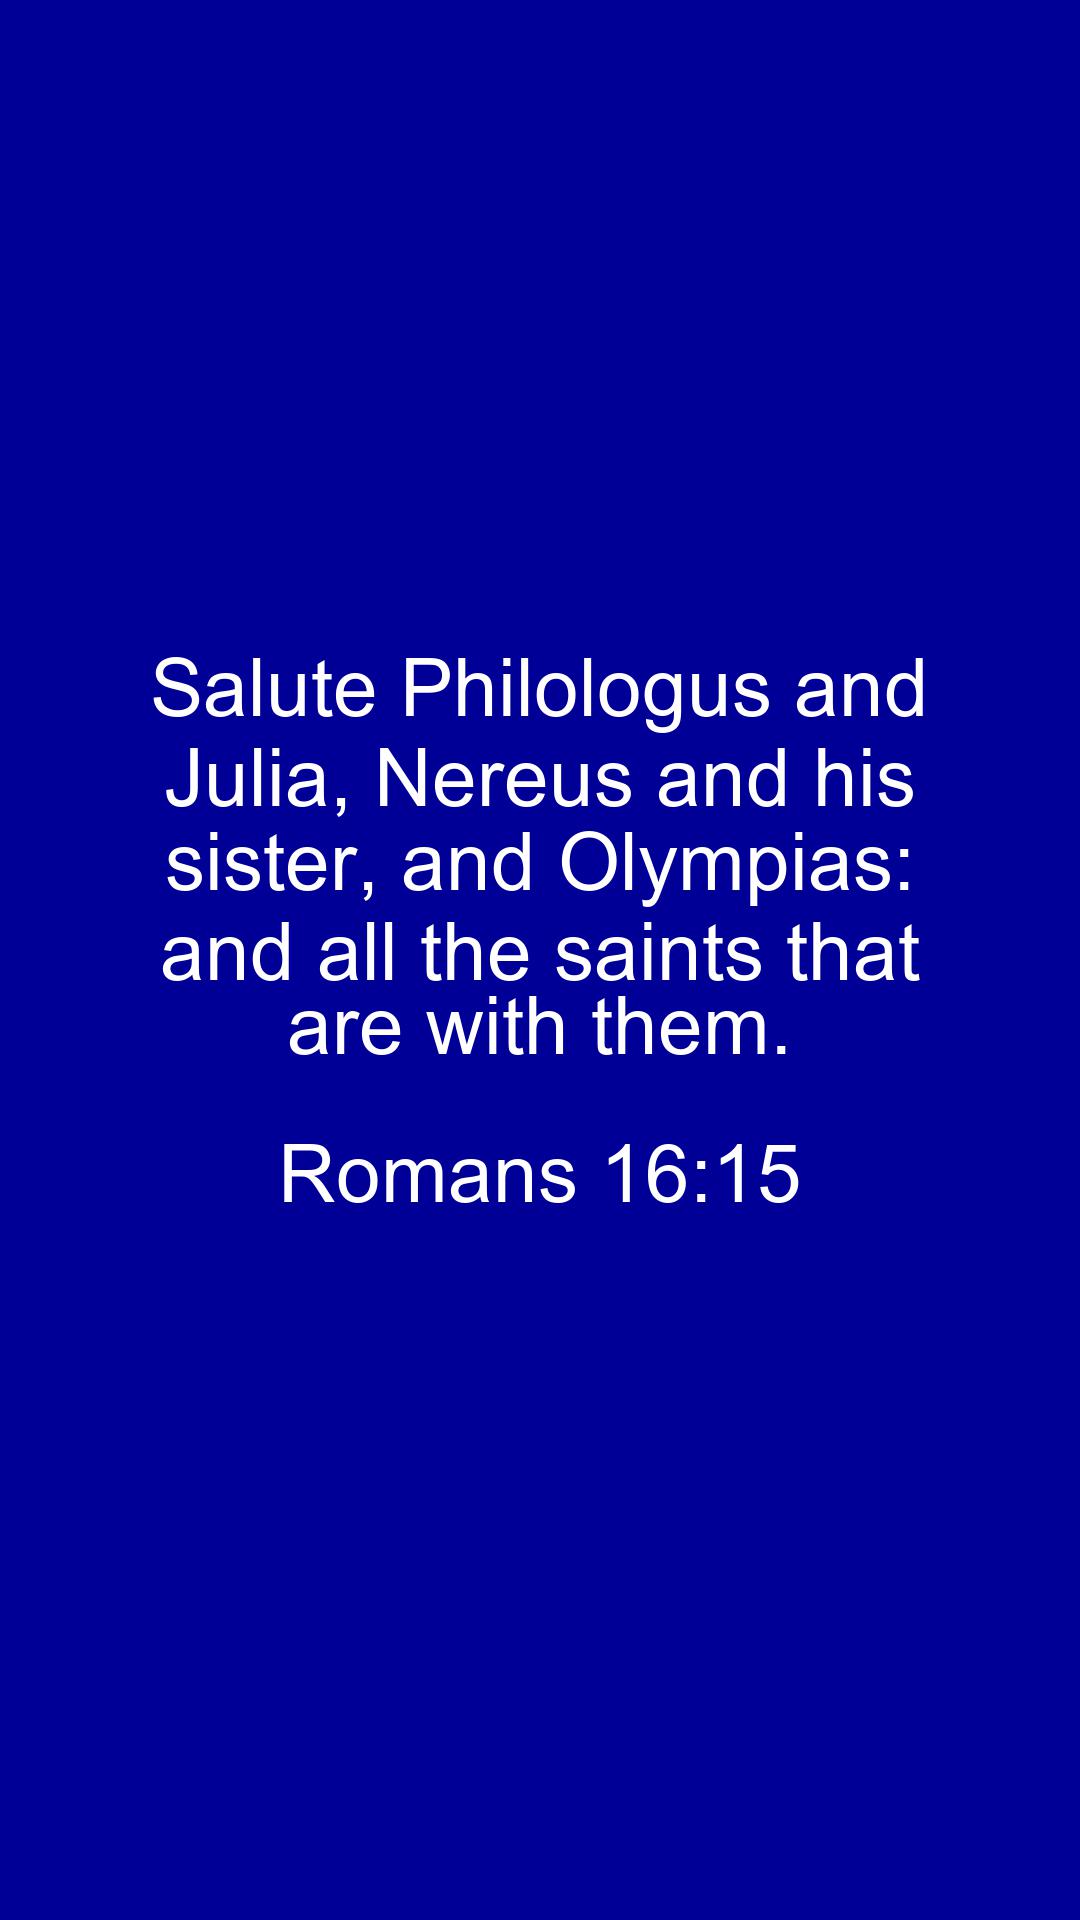 Salute Philologus and
Julia, Nereus and his
sister, and Olympias:
and all the saints that
are with them.
Romans 16:15